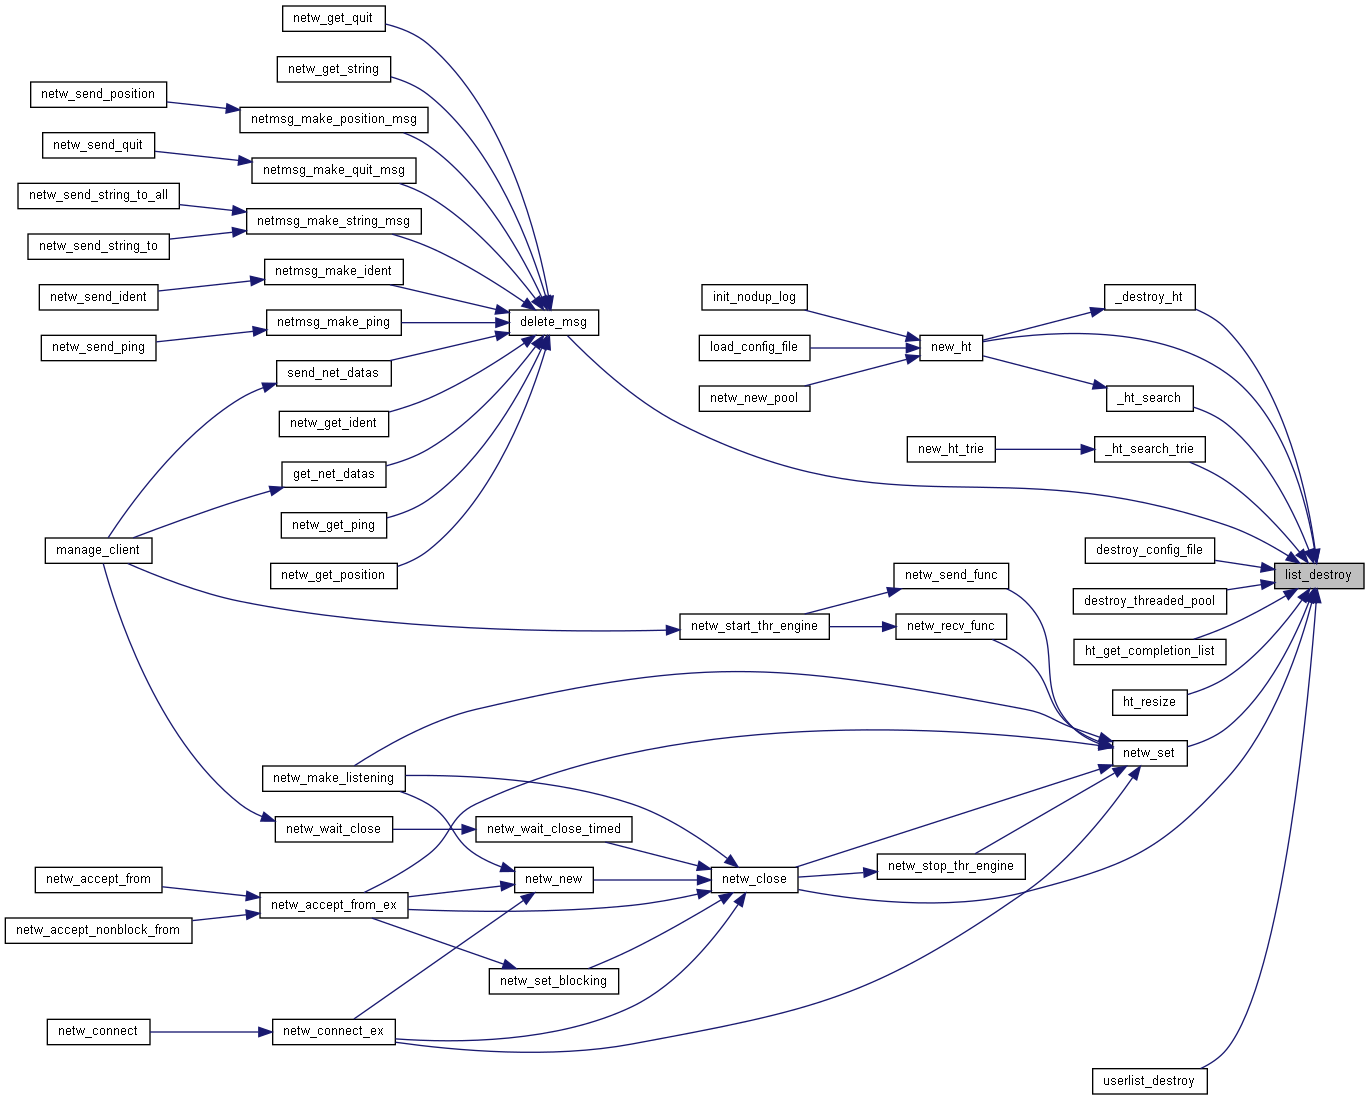 netw_get_quit
netw_get_string
netw_send_position
netmsg_make_position_msg
netw_send_quit
netmsg_make_quit_msg
netw_send_string_to_all
netmsg_make_string_msg
netw_send_string_to
netmsg_make_ident
netw_send_ident
init_nodup_log
_destroy_ht
netmsg_make_ping
delete_msg
netw_send_ping
load_config_file
new_ht
send_net_datas
netw_new_pool
_ht_search
netw_get_ident
new_ht_trie
_ht_search_trie
get_net_datas
netw_get_ping
manage_client
destroy_config_file
netw_get_position
netw_send_func
list_destroy
destroy_threaded_pool
netw_start_thr_engine
netw_recv_func
ht_get_completion_list
ht_resize
netw_set
netw_make_listening
netw_wait_close
netw_wait_close_timed
netw_stop_thr_engine
netw_accept_from
netw_new
netw_close
netw_accept_from_ex
netw_accept_nonblock_from
netw_set_blocking
netw_connect
netw_connect_ex
userlist_destroy